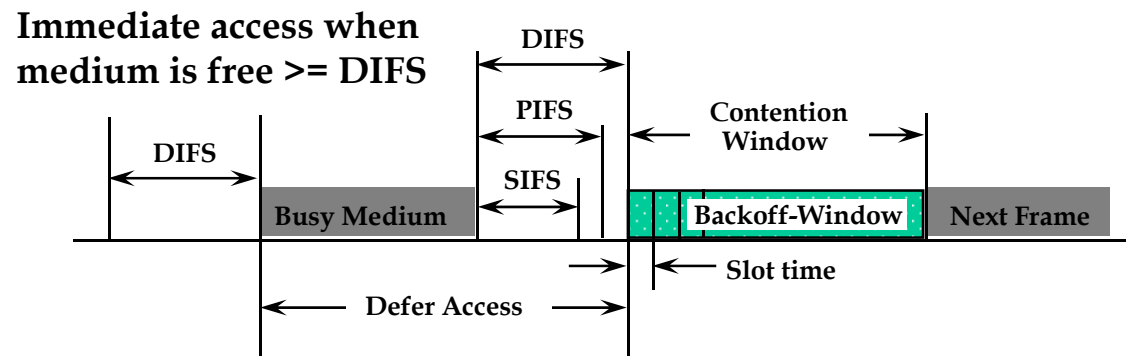 Immediate access when
medium is free >= DIFS
DIFS
PIFS
Contention
Window
DIFS
SIFS
Busy Medium
Backoff-Window
Next Frame
Slot time
Defer Access